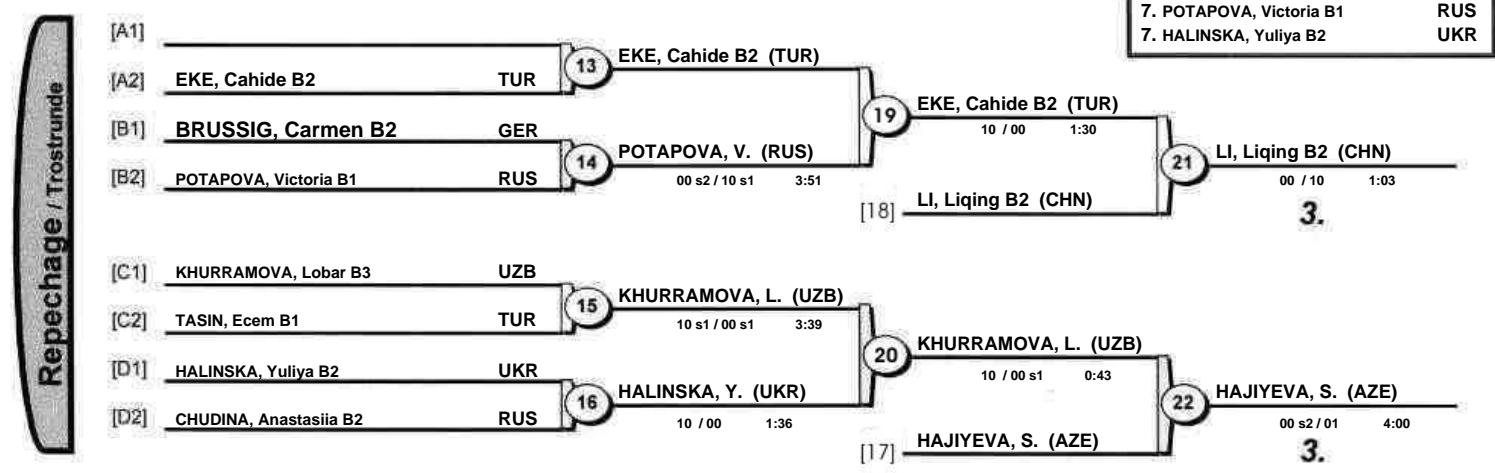 7. POTAPOVA, Victoria B1 RUS
7. HALINSKA, Yuliya B2 UKR
Repechage / Trostrunde
[A1]
[A2] EKE, Cahide B2 TUR
13 EKE, Cahide B2 (TUR)
[B1] BRUSSIG, Carmen B2 GER
[B2] POTAPOVA, Victoria B1 RUS
14 POTAPOVA, V. (RUS)
00 s2 / 10 s1 3:51
19 EKE, Cahide B2 (TUR)
10 / 00 1:30
[18] LI, Liqing B2 (CHN)
21 LI, Liqing B2 (CHN)
00 / 10 1:03
3.
[C1] KHURRAMOVA, Lobar B3 UZB
[C2] TASIN, Ecem B1 TUR
15 KHURRAMOVA, L. (UZB)
10 s1 / 00 s1 3:39
[D1] HALINSKA, Yuliya B2 UKR
[D2] CHUDINA, Anastasiia B2 RUS
16 HALINSKA, Y. (UKR)
10 / 00 1:36
20 KHURRAMOVA, L. (UZB)
10 / 00 s1 0:43
[17] HAJIYEVA, S. (AZE)
22 HAJIYEVA, S. (AZE)
00 s2 / 01 4:00
3.